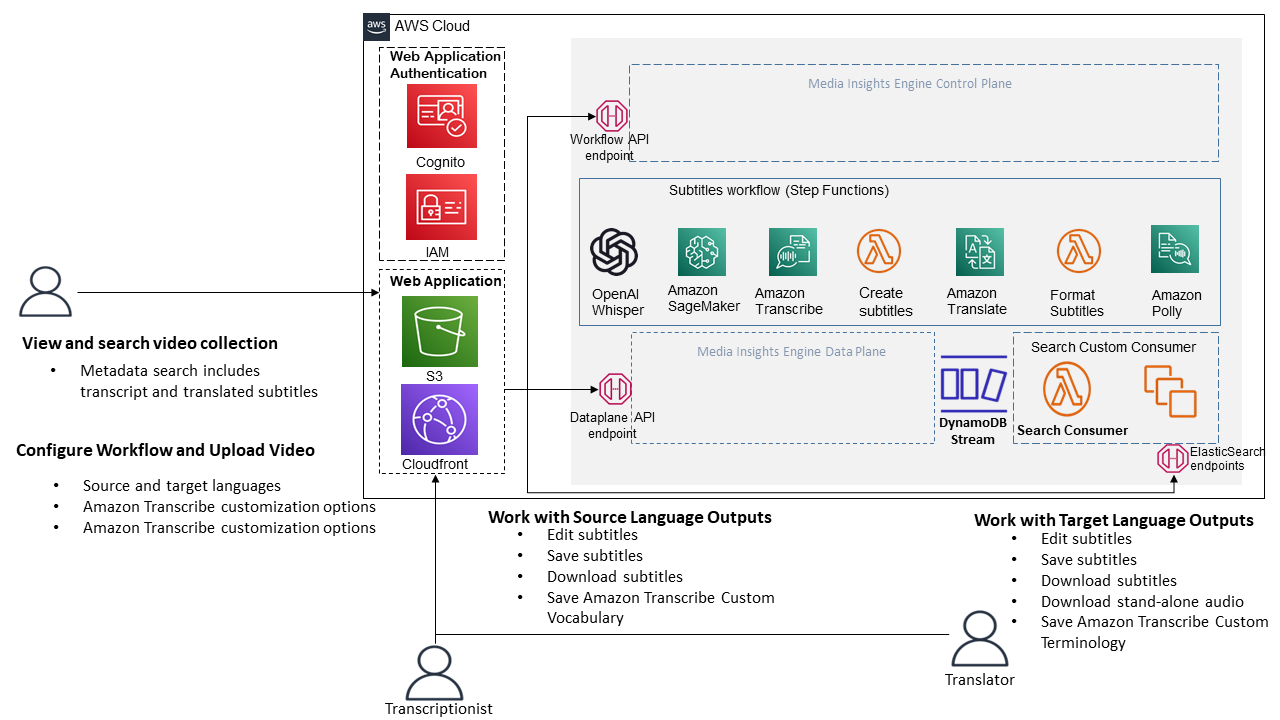 aws
AWS Cloud
Web Application
Authentication
Cognito
IAM
Web Application
S3
Cloudfront
Media Insights Engine Control Plane
Workflow API
endpoint
Subtitles workflow (Step Functions)
OpenAI
Whisper
Amazon
SageMaker
Amazon
Transcribe
Create
subtitles
Amazon
Translate
Format
Subtitles
Amazon
Polly
Media Insights Engine Data Plane
Dataplane API
endpoint
DynamoDB
Stream
Search Custom Consumer
Search Consumer
ElasticSearch
endpoints
View and search video collection
• Metadata search includes
transcript and translated subtitles
Configure Workflow and Upload Video
• Source and target languages
• Amazon Transcribe customization options
• Amazon Transcribe customization options
Work with Source Language Outputs
• Edit subtitles
• Save subtitles
• Download subtitles
• Save Amazon Transcribe Custom
Vocabulary
Work with Target Language Outputs
• Edit subtitles
• Save subtitles
• Download subtitles
• Download stand-alone audio
• Save Amazon Transcribe Custom
Terminology
Translator
Transcriptionist